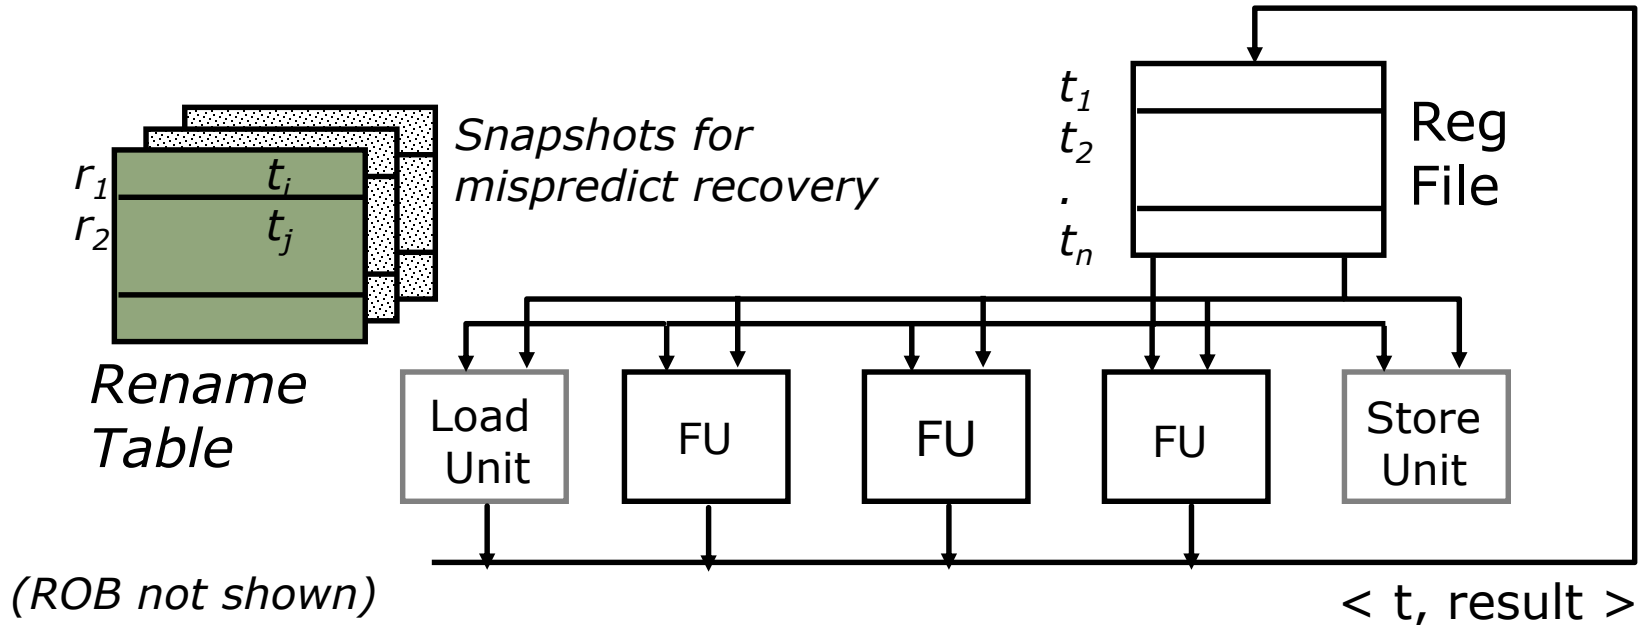 Snapshots for
mispredict recovery
r1 ti
r2 tj
Rename
Table
t1
t2
.
tn
Reg
File
Load
Unit
FU
FU
FU
Store
Unit
(ROB not shown)
< t, result >